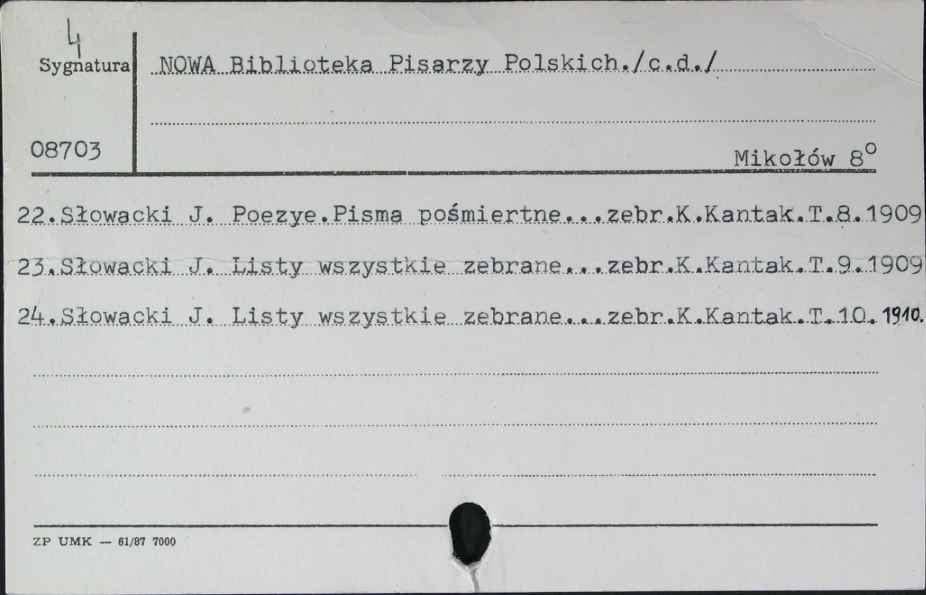 4
Sygnatura
NOWA Biblioteka Pisarzy Polskich./c.d./
08703
Mikołów 8°
22.Słowacki J. Poezye.Pisma pośmiertne...zebr.K.Kantak.T.8.1909
23.Słowacki J. Listy wszystkie zebrane...zebr.K.Kantak.T.9.1909
24.Słowacki J. Listy wszystkie zebrane...zebr.K.Kantak.T.10.1910.
ZP UMK — 61/87 7000